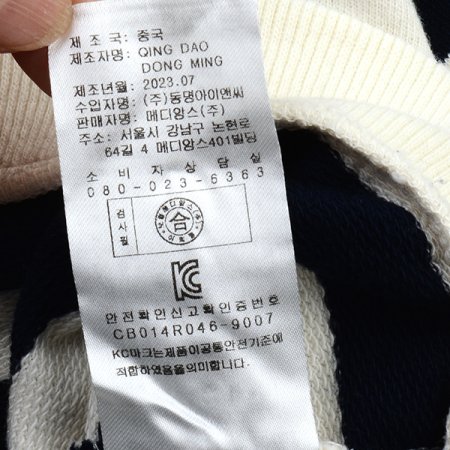 제 조 국: 중국
제조자명: QING DAO
DONG MING
제조년월: 2023.07
수입자명: (주)동명아이앤씨
판매자명: 메디앙스(주)
주소: 서울시 강남구 논현로
64길 4 메디앙스401빌딩
소 비 자 상 담 실
080-023-6363
검사필
合
안전확인신고확인증번호
CB014R046-9007
KC마크는제품이공통안전기준에
적합하였음을의미합니다.